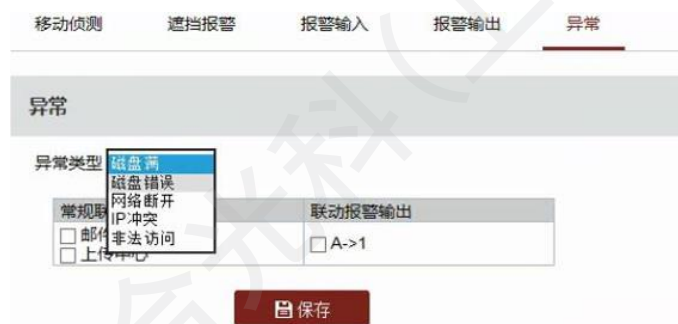 移动侦测 遮挡报警 报警输入 报警输出 异常
异常
异常类型 磁盘满
磁盘错误
网络断开
IP冲突
非法访问
常规联 联动报警输出
邮件 A->1
上传中心
保存